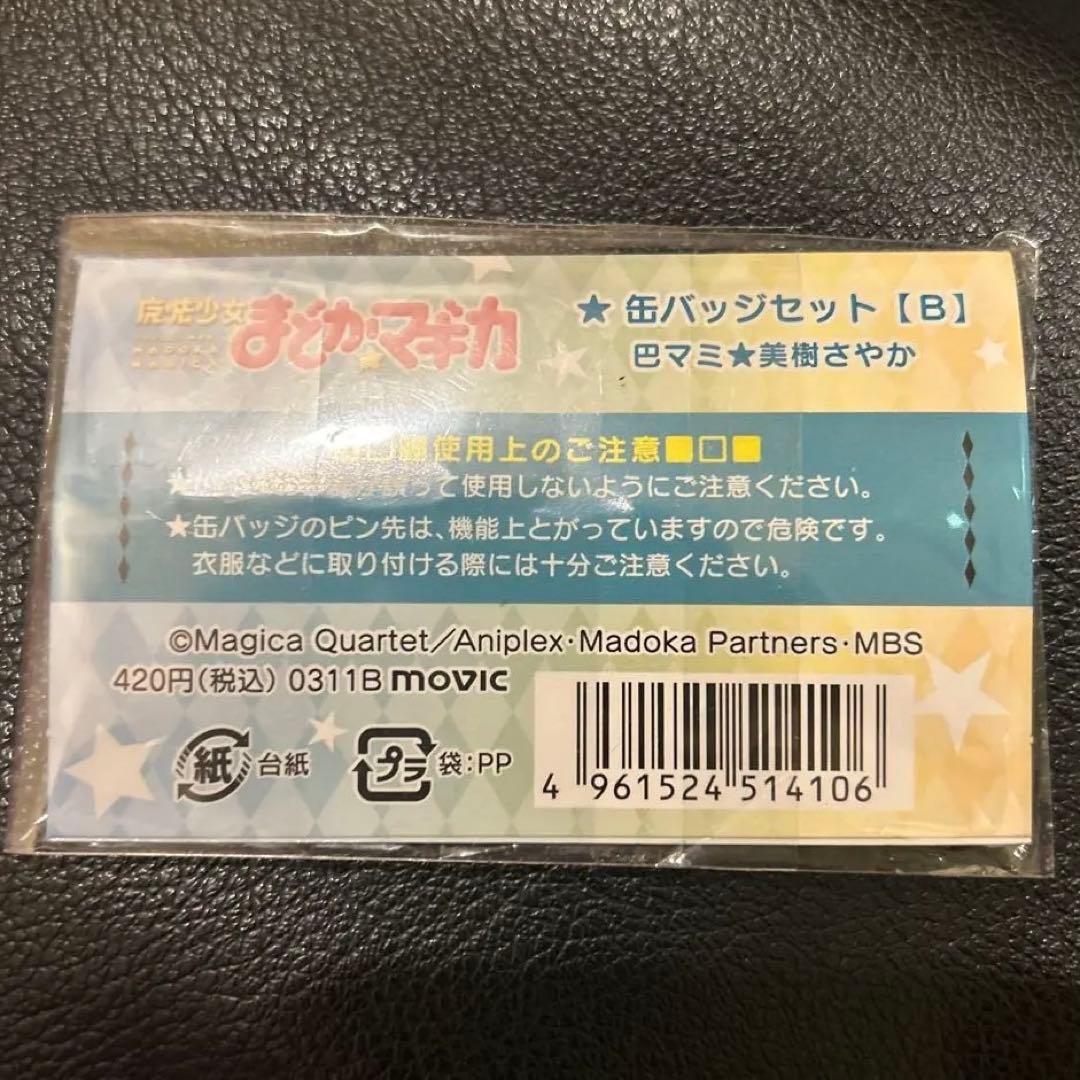 魔法少女
まどか☆マギカ
★ 缶バッジセット【B】
巴マミ★美樹さやか
使用上のご注意■□■
★ って使用しないようにご注意ください。
★缶バッジのピン先は、機能上とがっていますので危険です。
衣服などに取り付ける際には十分ご注意ください。
©Magica Quartet／Aniplex・Madoka Partners・MBS
420円（税込） 0311B movic
紙 台紙
プラ 袋：PP
4 961524 514106